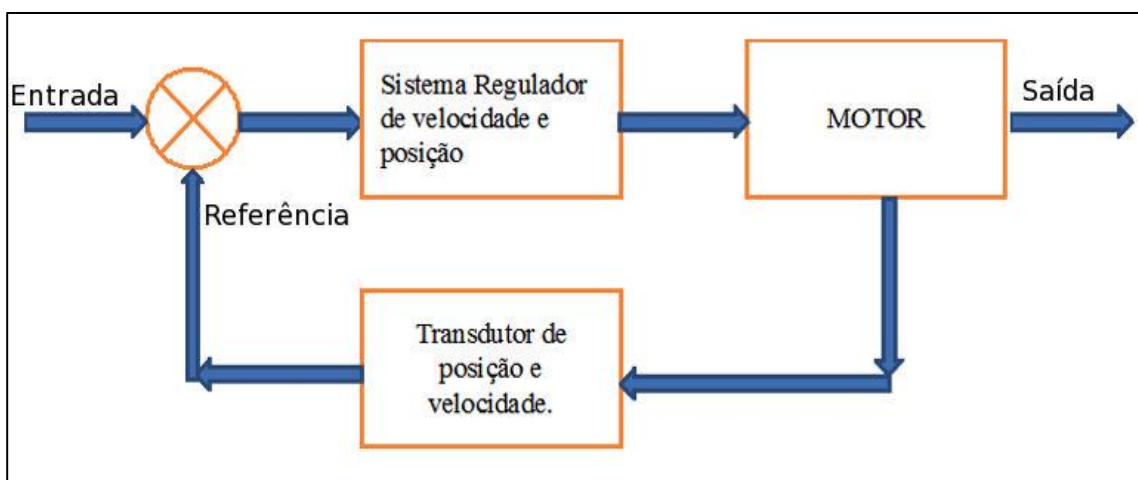 Entrada
Sistema Regulador
de velocidade e
posição
MOTOR
Saída
Referência
Transdutor de
posição e
velocidade.